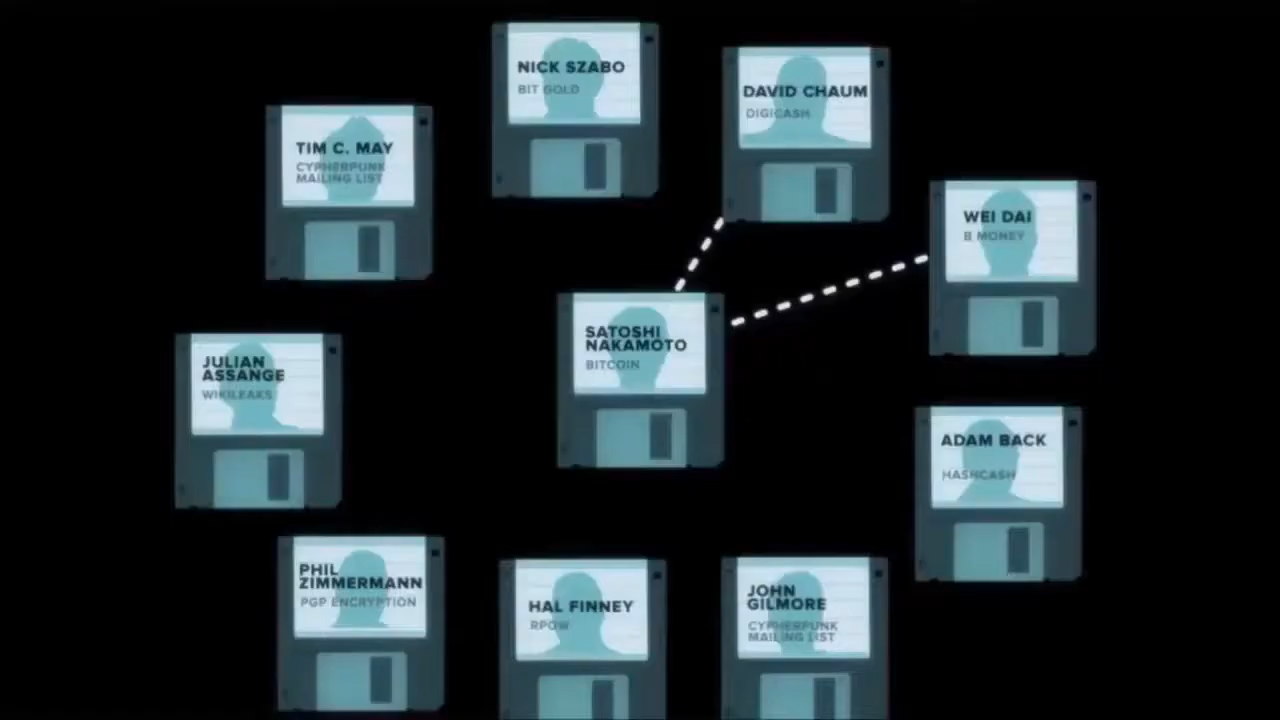 NICK SZABO
BIT GOLD
DAVID CHAUM
DIGICASH
TIM C. MAY
CYPHERPUNK
MAILING LIST
WEI DAI
B MONEY
SATOSHI
NAKAMOTO
BITCOIN
JULIAN
ASSANGE
WIKILEAKS
ADAM BACK
HASHCASH
PHIL
ZIMMERMANN
PGP ENCRYPTION
HAL FINNEY
RPOW
JOHN
GILMORE
CYPHERPUNK
MAILING LIST